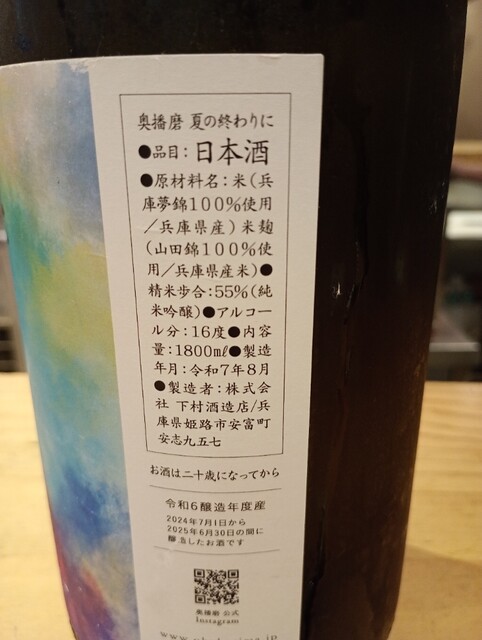 奥播磨 夏の終わりに
●品目：日本酒
●原材料名：米（兵
庫夢錦100％使用
／兵庫県産）米麹
（山田錦100％使
用／兵庫県産米）●
精米歩合：55％（純
米吟醸）●アルコー
ル分：16度●内容
量：1800mℓ●製造
年月：令和7年8月
●製造者：株式会
社 下村酒造店／兵
庫県姫路市安富町
安志九五七
お酒は二十歳になってから
令和6醸造年度産
2024年7月1日から
2025年6月30日の間に
醸造したお酒です
奥播磨 公式
Instagram